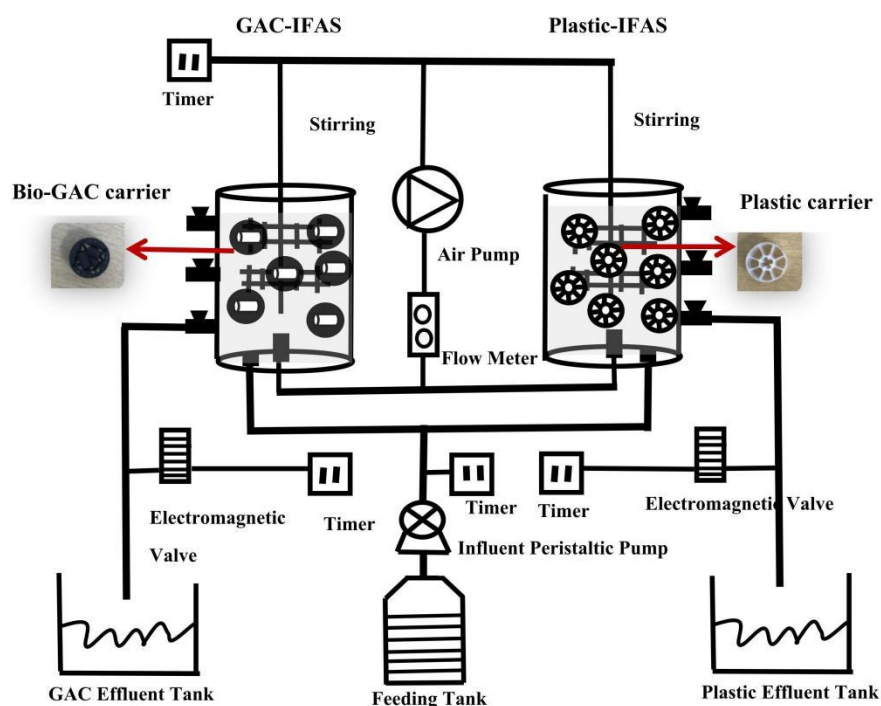 GAC-IFAS
Plastic-IFAS
Timer
Stirring
Stirring
Bio-GAC carrier
Plastic carrier
Air Pump
Flow Meter
Electromagnetic
Valve
Timer
Timer
Timer
Electromagnetic Valve
Influent Peristaltic Pump
GAC Effluent Tank
Feeding Tank
Plastic Effluent Tank